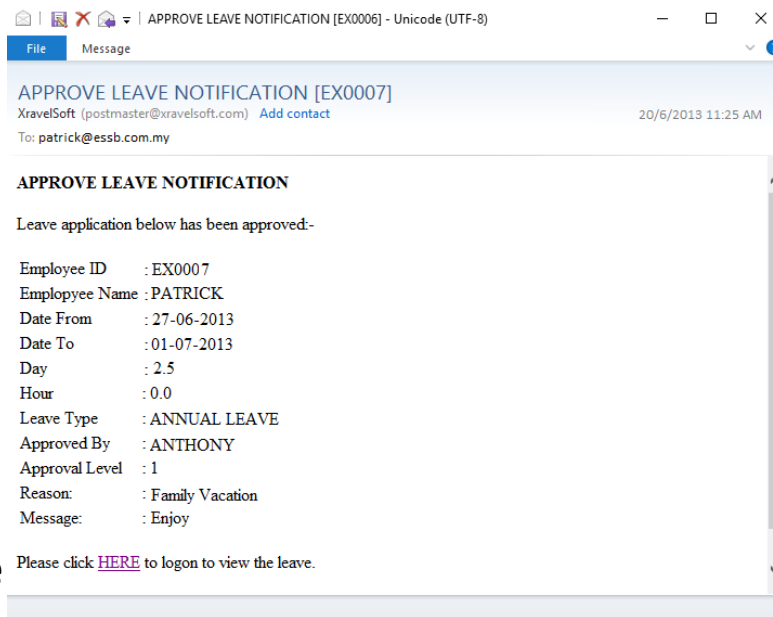 APPROVE LEAVE NOTIFICATION [EX0006] - Unicode (UTF-8)
File Message
APPROVE LEAVE NOTIFICATION [EX0007]
XravelSoft (postmaster@xravelsoft.com) Add contact 20/6/2013 11:25 AM
To: patrick@essb.com.my
APPROVE LEAVE NOTIFICATION
Leave application below has been approved:-
Employee ID : EX0007
Emplopyee Name : PATRICK
Date From : 27-06-2013
Date To : 01-07-2013
Day : 2.5
Hour : 0.0
Leave Type : ANNUAL LEAVE
Approved By : ANTHONY
Approval Level : 1
Reason: : Family Vacation
Message: : Enjoy
Please click HERE to logon to view the leave.